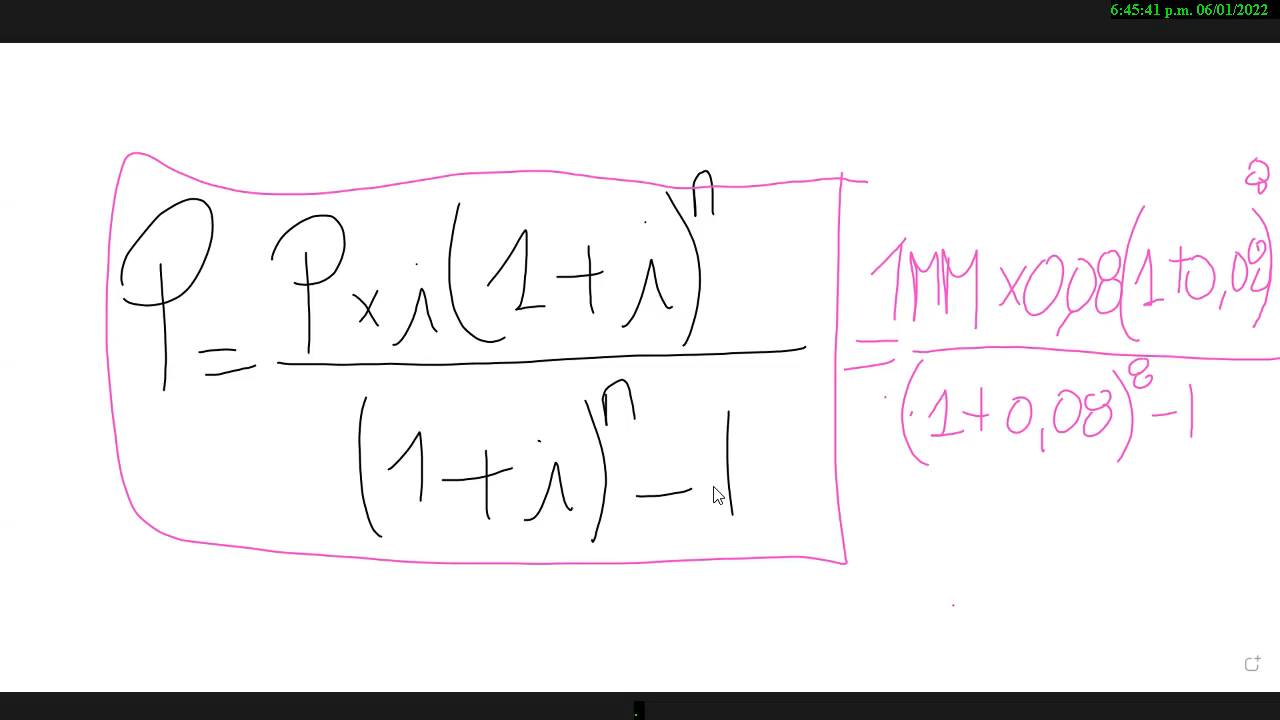 6:45:41 p.m. 06/01/2022
P = P x i (1 + i)^n / (1 + i)^n - 1
= 1MM x 0,08 (1 + 0,08)^8 / (1 + 0,08)^8 - 1